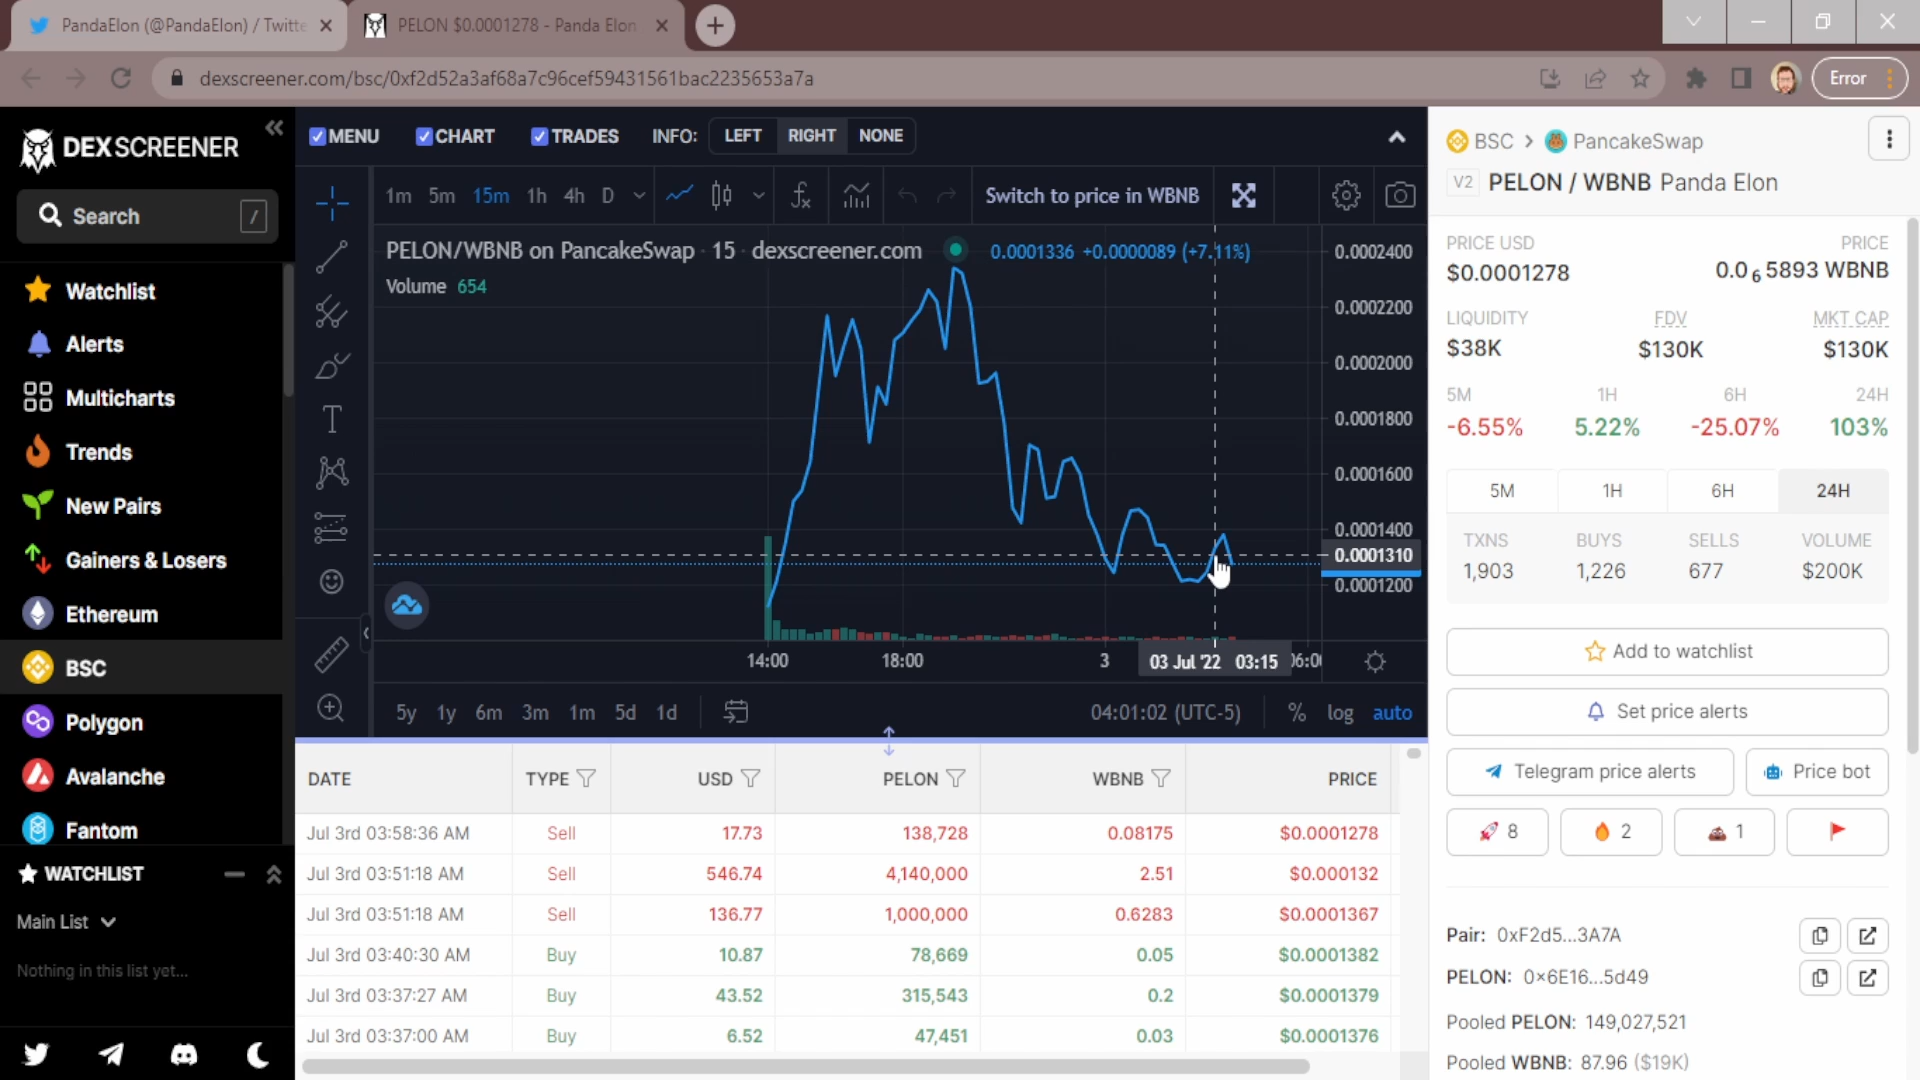 PandaElon (@PandaElon) / Twitte
PELON $0.0001278 - Panda Elon
dexscreener.com/bsc/0xf2d52a3af68a7c96cef59431561bac2235653a7a
Error
DEX SCREENER
Search
/
Watchlist
Alerts
Multicharts
Trends
New Pairs
Gainers & Losers
Ethereum
BSC
Polygon
Avalanche
Fantom
WATCHLIST
Main List
Nothing in this list yet...
MENU CHART TRADES INFO: LEFT RIGHT NONE
1m 5m 15m 1h 4h D Switch to price in WBNB
PELON/WBNB on PancakeSwap · 15 · dexscreener.com 0.0001336 +0.0000089 (+7.11%)
Volume 654
0.0002400
0.0002200
0.0002000
0.0001800
0.0001600
0.0001400
0.0001310
0.0001200
14:00 18:00 3 03 Jul '22 03:15 06:00
5y 1y 6m 3m 1m 5d 1d 04:01:02 (UTC-5) % log auto
DATE TYPE USD PELON WBNB PRICE
Jul 3rd 03:58:36 AM Sell 17.73 138,728 0.08175 $0.0001278
Jul 3rd 03:51:18 AM Sell 546.74 4,140,000 2.51 $0.000132
Jul 3rd 03:51:18 AM Sell 136.77 1,000,000 0.6283 $0.0001367
Jul 3rd 03:40:30 AM Buy 10.87 78,669 0.05 $0.0001382
Jul 3rd 03:37:27 AM Buy 43.52 315,543 0.2 $0.0001379
Jul 3rd 03:37:00 AM Buy 6.52 47,451 0.03 $0.0001376
BSC > PancakeSwap
V2 PELON / WBNB Panda Elon
PRICE USD PRICE
$0.0001278 0.0₆5893 WBNB
LIQUIDITY FDV MKT CAP
$38K $130K $130K
5M 1H 6H 24H
-6.55% 5.22% -25.07% 103%
5M 1H 6H 24H
TXNS BUYS SELLS VOLUME
1,903 1,226 677 $200K
Add to watchlist
Set price alerts
Telegram price alerts Price bot
8 2 1
Pair: 0xF2d5...3A7A
PELON: 0×6E16...5d49
Pooled PELON: 149,027,521
Pooled WBNB: 87.96 ($19K)